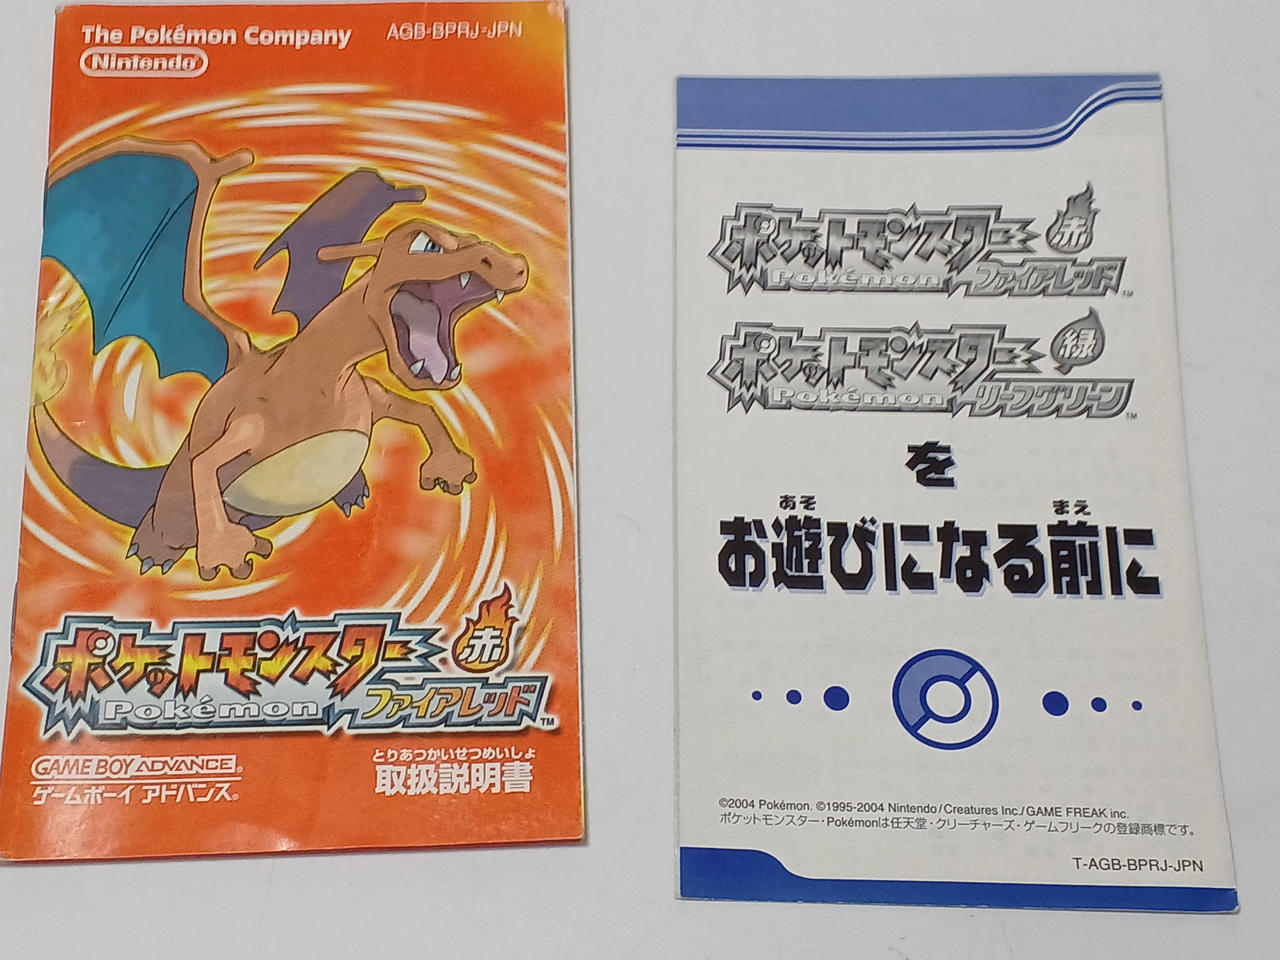 The Pokémon Company
AGB-BPRJ-JPN
Nintendo
ポケットモンスター 赤
Pokémon ファイアレッド™
GAME BOY ADVANCE®
ゲームボーイ アドバンス®
とりあつかいせつめいしょ
取扱説明書
ポケットモンスター 赤
Pokémon ファイアレッド™
ポケットモンスター 緑
Pokémon リーフグリーン™
を
あそ まえ
お遊びになる前に
©2004 Pokémon. ©1995-2004 Nintendo/Creatures Inc./GAME FREAK inc.
ポケットモンスター・Pokémonは任天堂・クリーチャーズ・ゲームフリークの登録商標です。
T-AGB-BPRJ-JPN